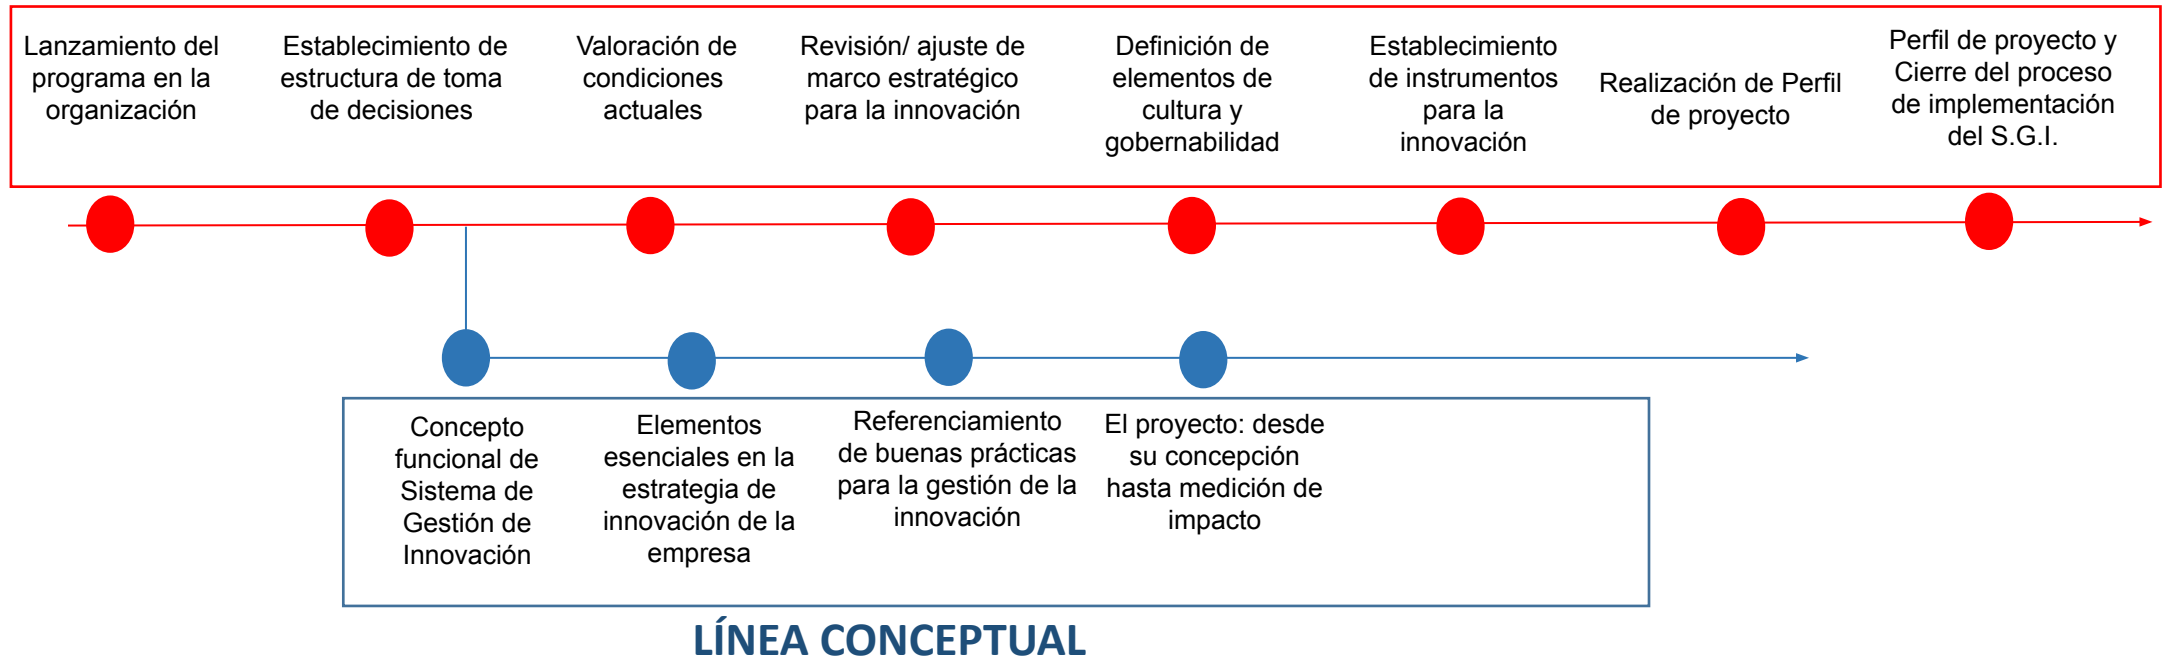 Lanzamiento del
programa en la
organización
Establecimiento de
estructura de toma
de decisiones
Valoración de
condiciones
actuales
Revisión/ ajuste de
marco estratégico
para la innovación
Definición de
elementos de
cultura y
gobernabilidad
Establecimiento
de instrumentos
para la
innovación
Realización de Perfil
de proyecto
Perfil de proyecto y
Cierre del proceso
de implementación
del S.G.I.
Concepto
funcional de
Sistema de
Gestión de
Innovación
Elementos
esenciales en la
estrategia de
innovación de la
empresa
Referenciamiento
de buenas prácticas
para la gestión de la
innovación
El proyecto: desde
su concepción
hasta medición de
impacto
LÍNEA CONCEPTUAL